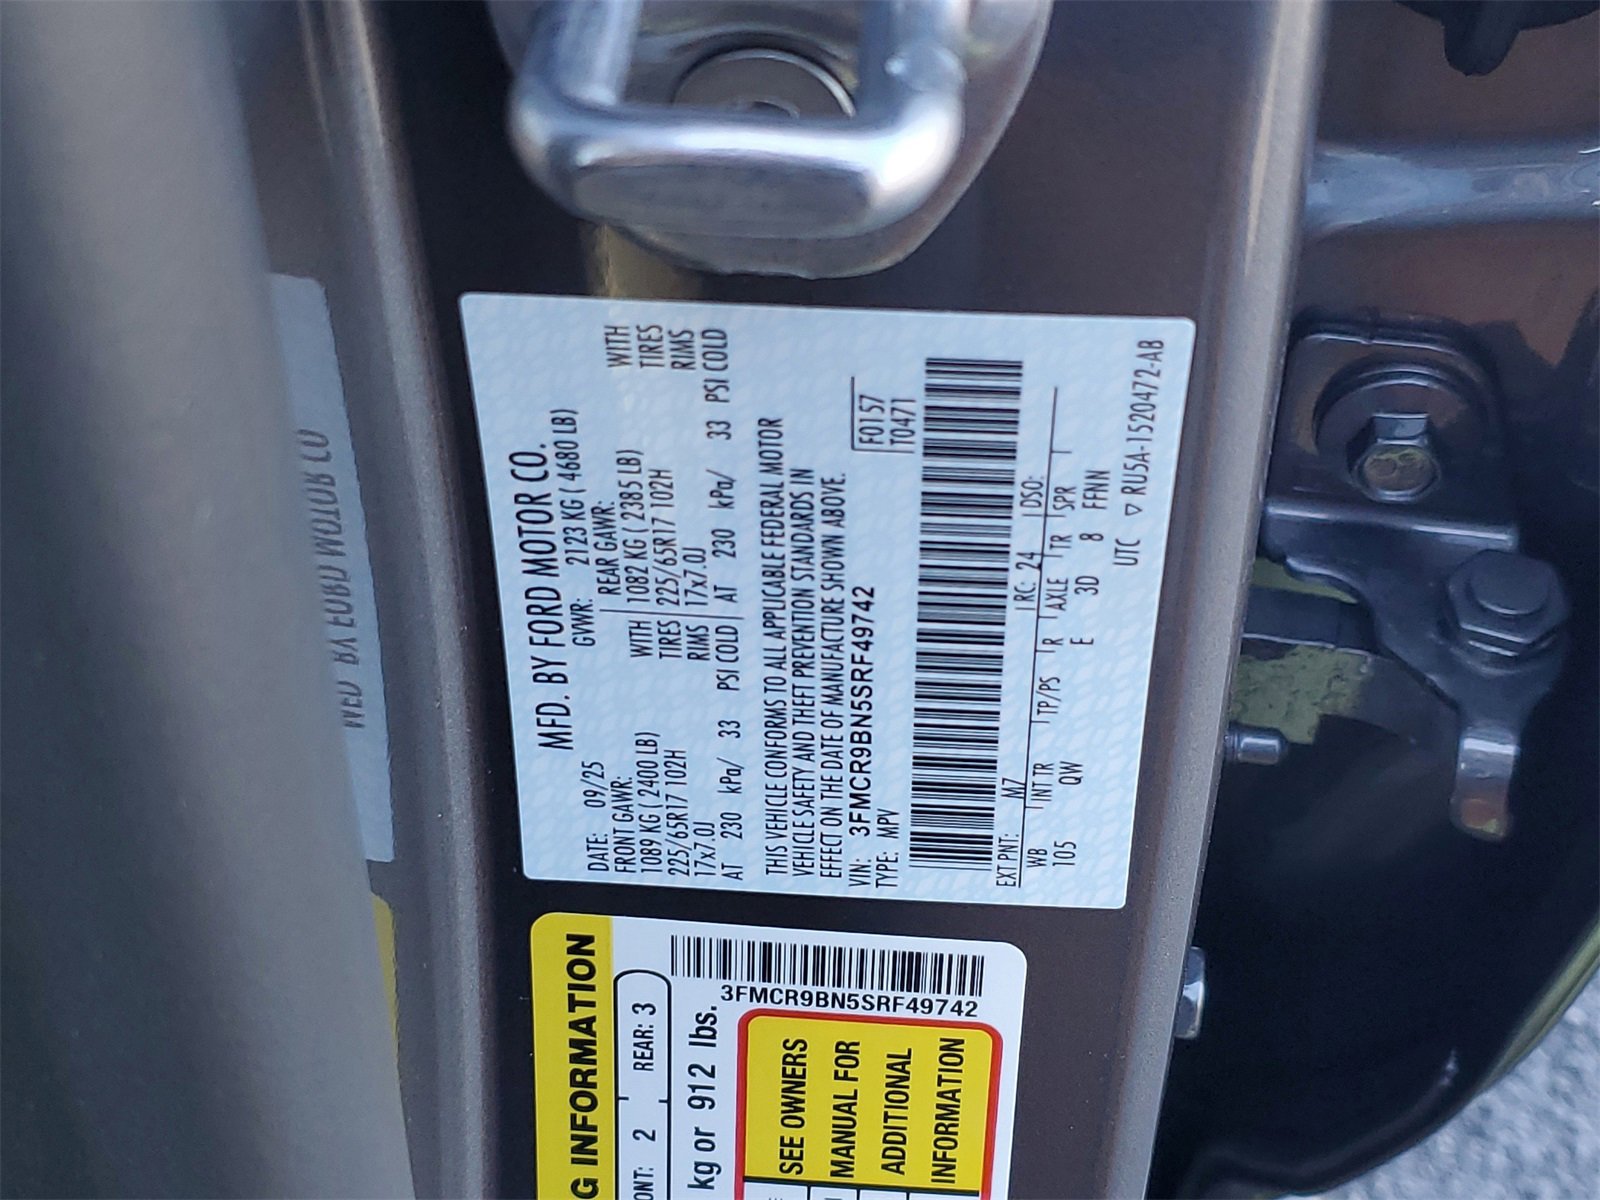 MFD. BY FORD MOTOR CO.
DATE: 09/25 GVWR: 2123 KG ( 4680 LB)
FRONT GAWR: REAR GAWR:
1089 KG ( 2400 LB) WITH 1082 KG ( 2385 LB) WITH
225/65R17 102H TIRES 225/65R17 102H TIRES
17x7.0J RIMS 17x7.0J RIMS
AT 230 kPa/ 33 PSI COLD AT 230 kPa/ 33 PSI COLD
THIS VEHICLE CONFORMS TO ALL APPLICABLE FEDERAL MOTOR
VEHICLE SAFETY AND THEFT PREVENTION STANDARDS IN
EFFECT ON THE DATE OF MANUFACTURE SHOWN ABOVE.
VIN: 3FMCR9BN5SRF49742 F0157
TYPE: MPV T0471
EXT PNT: M7 RC: 24 DSO:
WB INT TR TP/PS R AXLE TR SPR
105 QW E 3D 8 FFNN
UTC ▽ RU5A-1520472-AB
MFD. BY FORD MOTOR CO
G INFORMATION
ONT: 2 REAR: 3
kg or 912 lbs.
3FMCR9BN5SRF49742
SEE OWNERS
MANUAL FOR
ADDITIONAL
INFORMATION